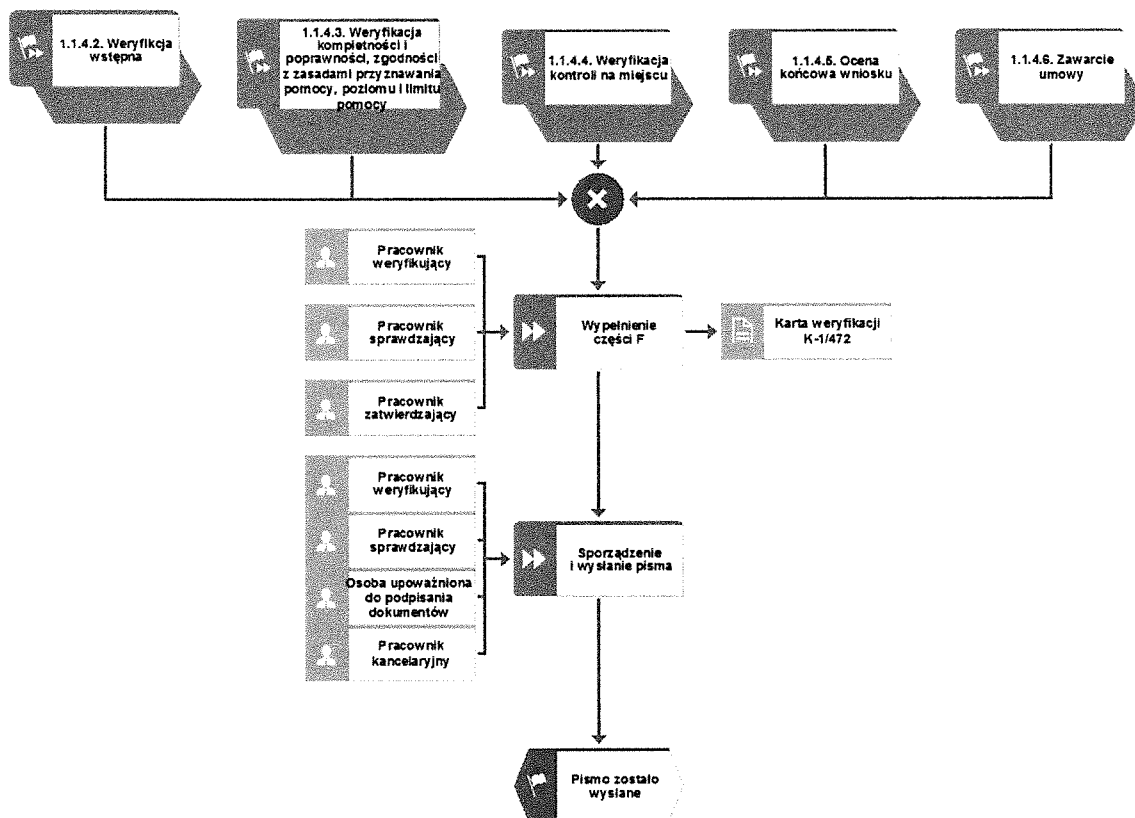 1.1.4.2. Weryfikcja
wstępna
1.1.4.3. Weryfikacja
kompletności i
poprawności, zgodności
z zasadami przyznawania
pomocy, poziomu i limitu
pomocy
1.1.4.4. Weryfikacja
kontroli na miejscu
1.1.4.5. Ocena
końcowa wniosku
1.1.4.6. Zawarcie
umowy
Pracownik
weryfikujący
Pracownik
sprawdzający
Pracownik
zatwierdzający
Wypełnienie
części F
Karta weryfikacji
K-1/472
Pracownik
weryfikujący
Pracownik
sprawdzający
Osoba upoważniona
do podpisania
dokumentów
Pracownik
kancelaryjny
Sporządzenie
i wysłanie pisma
Pismo zostało
wysłane